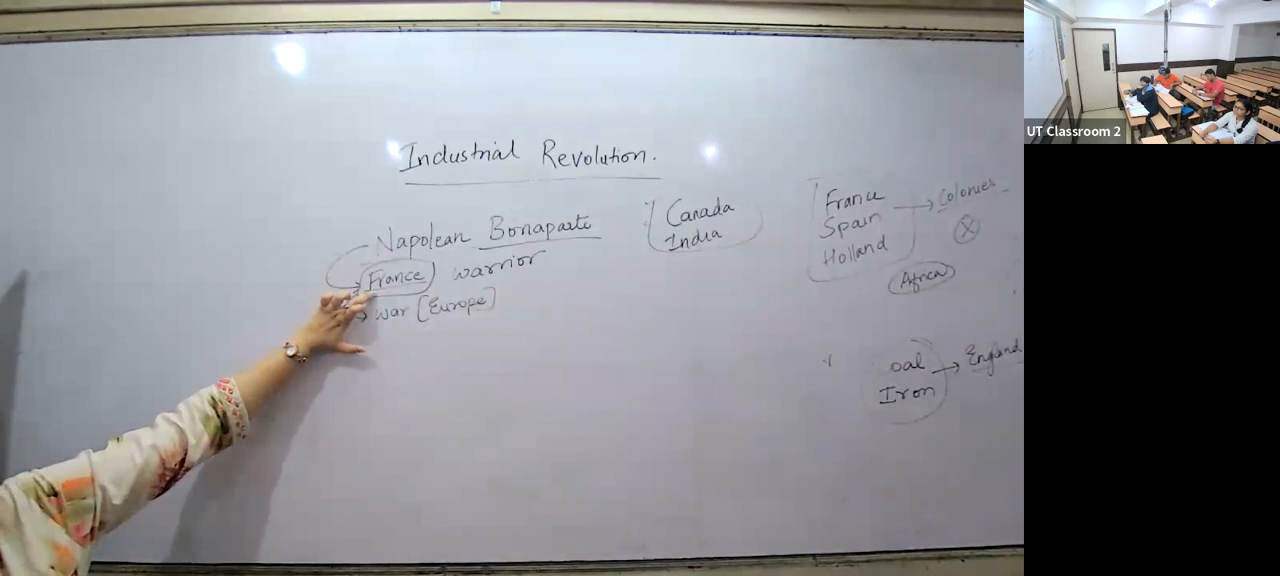 Industrial Revolution.
Napolean Bonaparte
France warrior
war [Europe]
Canada
India
France → Colonies
Spain
Holland
Africa
oal → England
Iron
UT Classroom 2